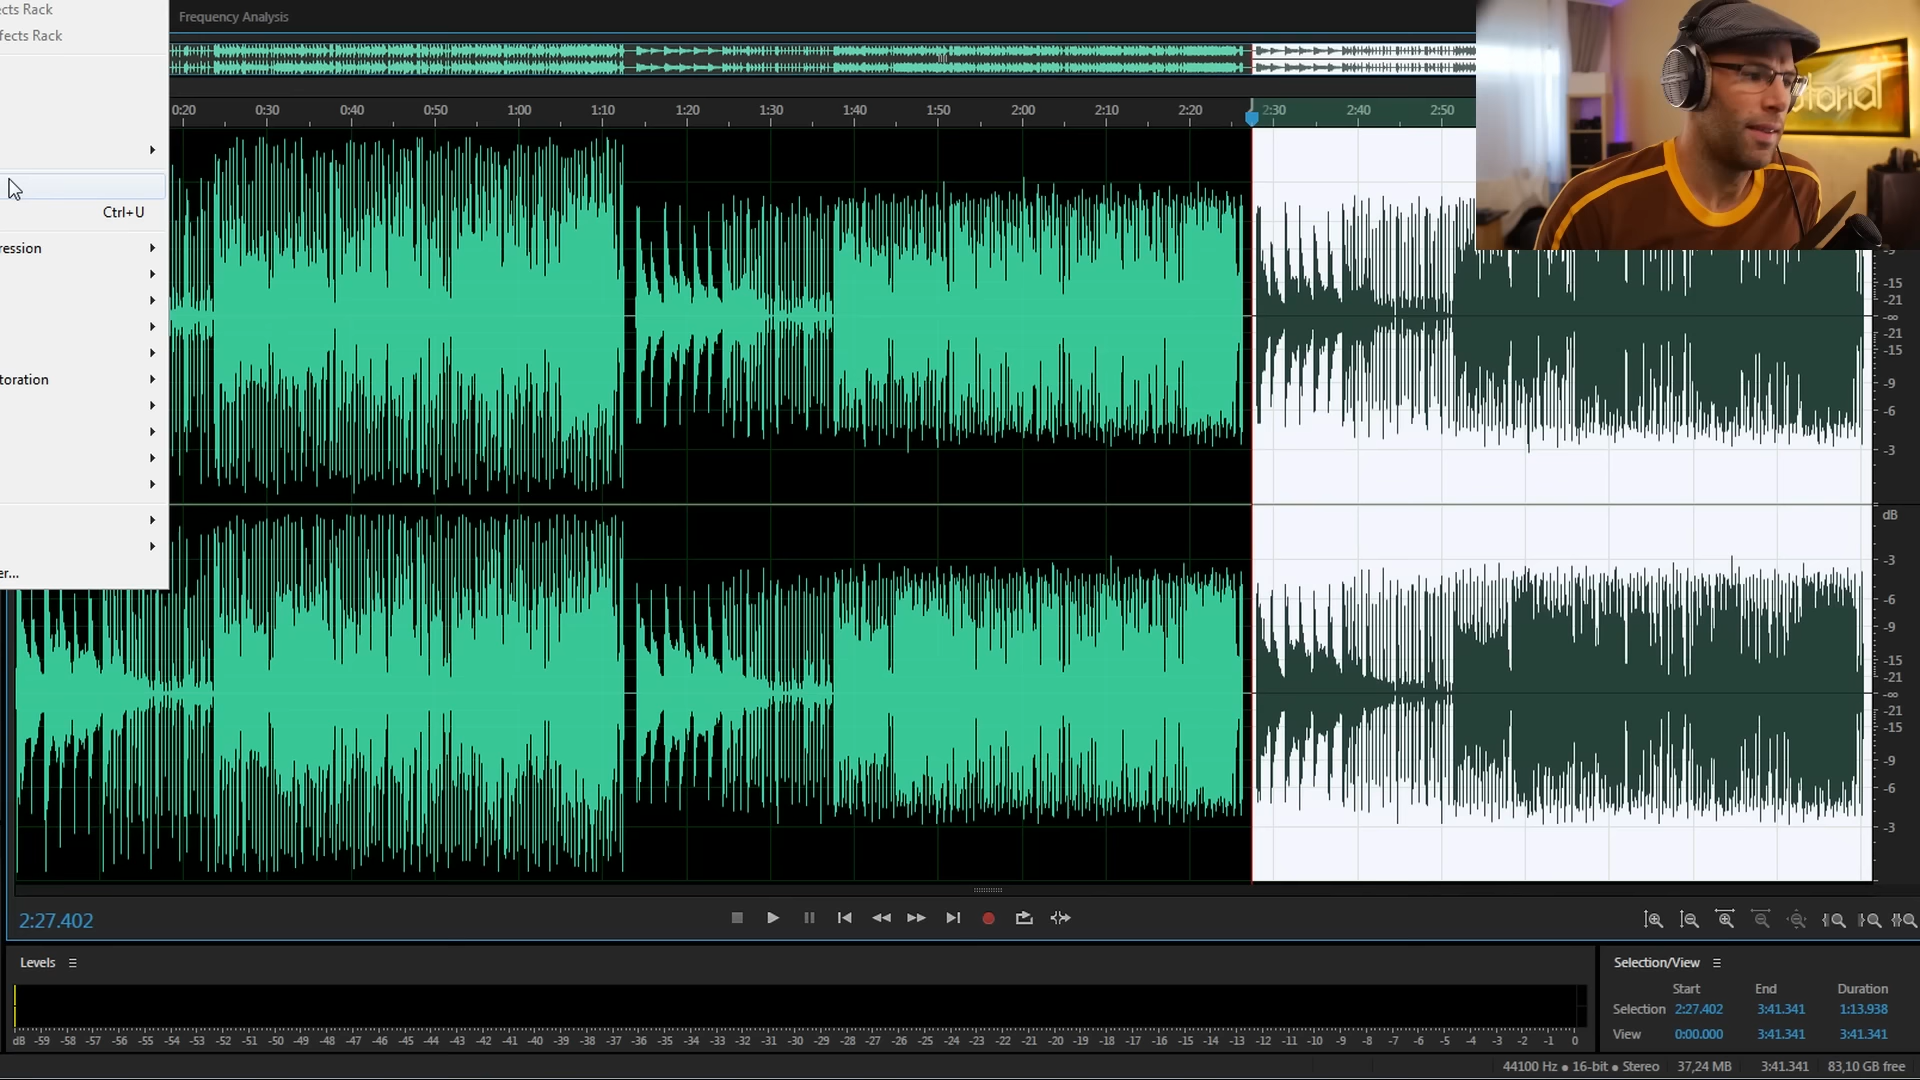 ects Rack
Frequency Analysis
fects Rack
0:20 0:30 0:40 0:50 1:00 1:10 1:20 1:30 1:40 1:50 2:00 2:10 2:20 2:30 2:40 2:50
torial
Ctrl+U
ression
toration
er...
-15
-21
-∞
-21
-15
-9
-6
-3
dB
-3
-6
-9
-15
-21
-∞
-21
-15
-9
-6
-3
2:27.402
Levels
Selection/View
Start End Duration
Selection 2:27.402 3:41.341 1:13.938
View 0:00.000 3:41.341 3:41.341
dB -59 -58 -57 -56 -55 -54 -53 -52 -51 -50 -49 -48 -47 -46 -45 -44 -43 -42 -41 -40 -39 -38 -37 -36 -35 -34 -33 -32 -31 -30 -29 -28 -27 -26 -25 -24 -23 -22 -21 -20 -19 -18 -17 -16 -15 -14 -13 -12 -11 -10 -9 -8 -7 -6 -5 -4 -3 -2 -1 0
44100 Hz • 16-bit • Stereo 37,24 MB 3:41.341 83,10 GB free